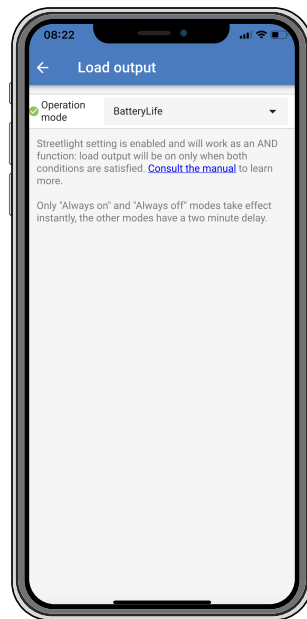 08:22
Load output
Operation
mode
BatteryLife
Streetlight setting is enabled and will work as an AND
function: load output will be on only when both
conditions are satisfied. Consult the manual to learn
more.
Only "Always on" and "Always off" modes take effect
instantly, the other modes have a two minute delay.